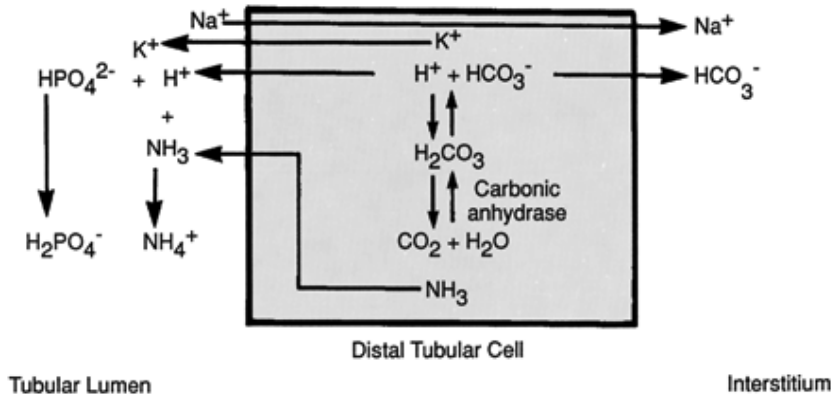 Na⁺ Na⁺
K⁺ K⁺
HPO₄²⁻ + H⁺ H⁺ + HCO₃⁻ HCO₃⁻
+
NH₃ H₂CO₃
Carbonic
anhydrase
H₂PO₄⁻ NH₄⁺ CO₂ + H₂O
NH₃
Distal Tubular Cell
Tubular Lumen Interstitium